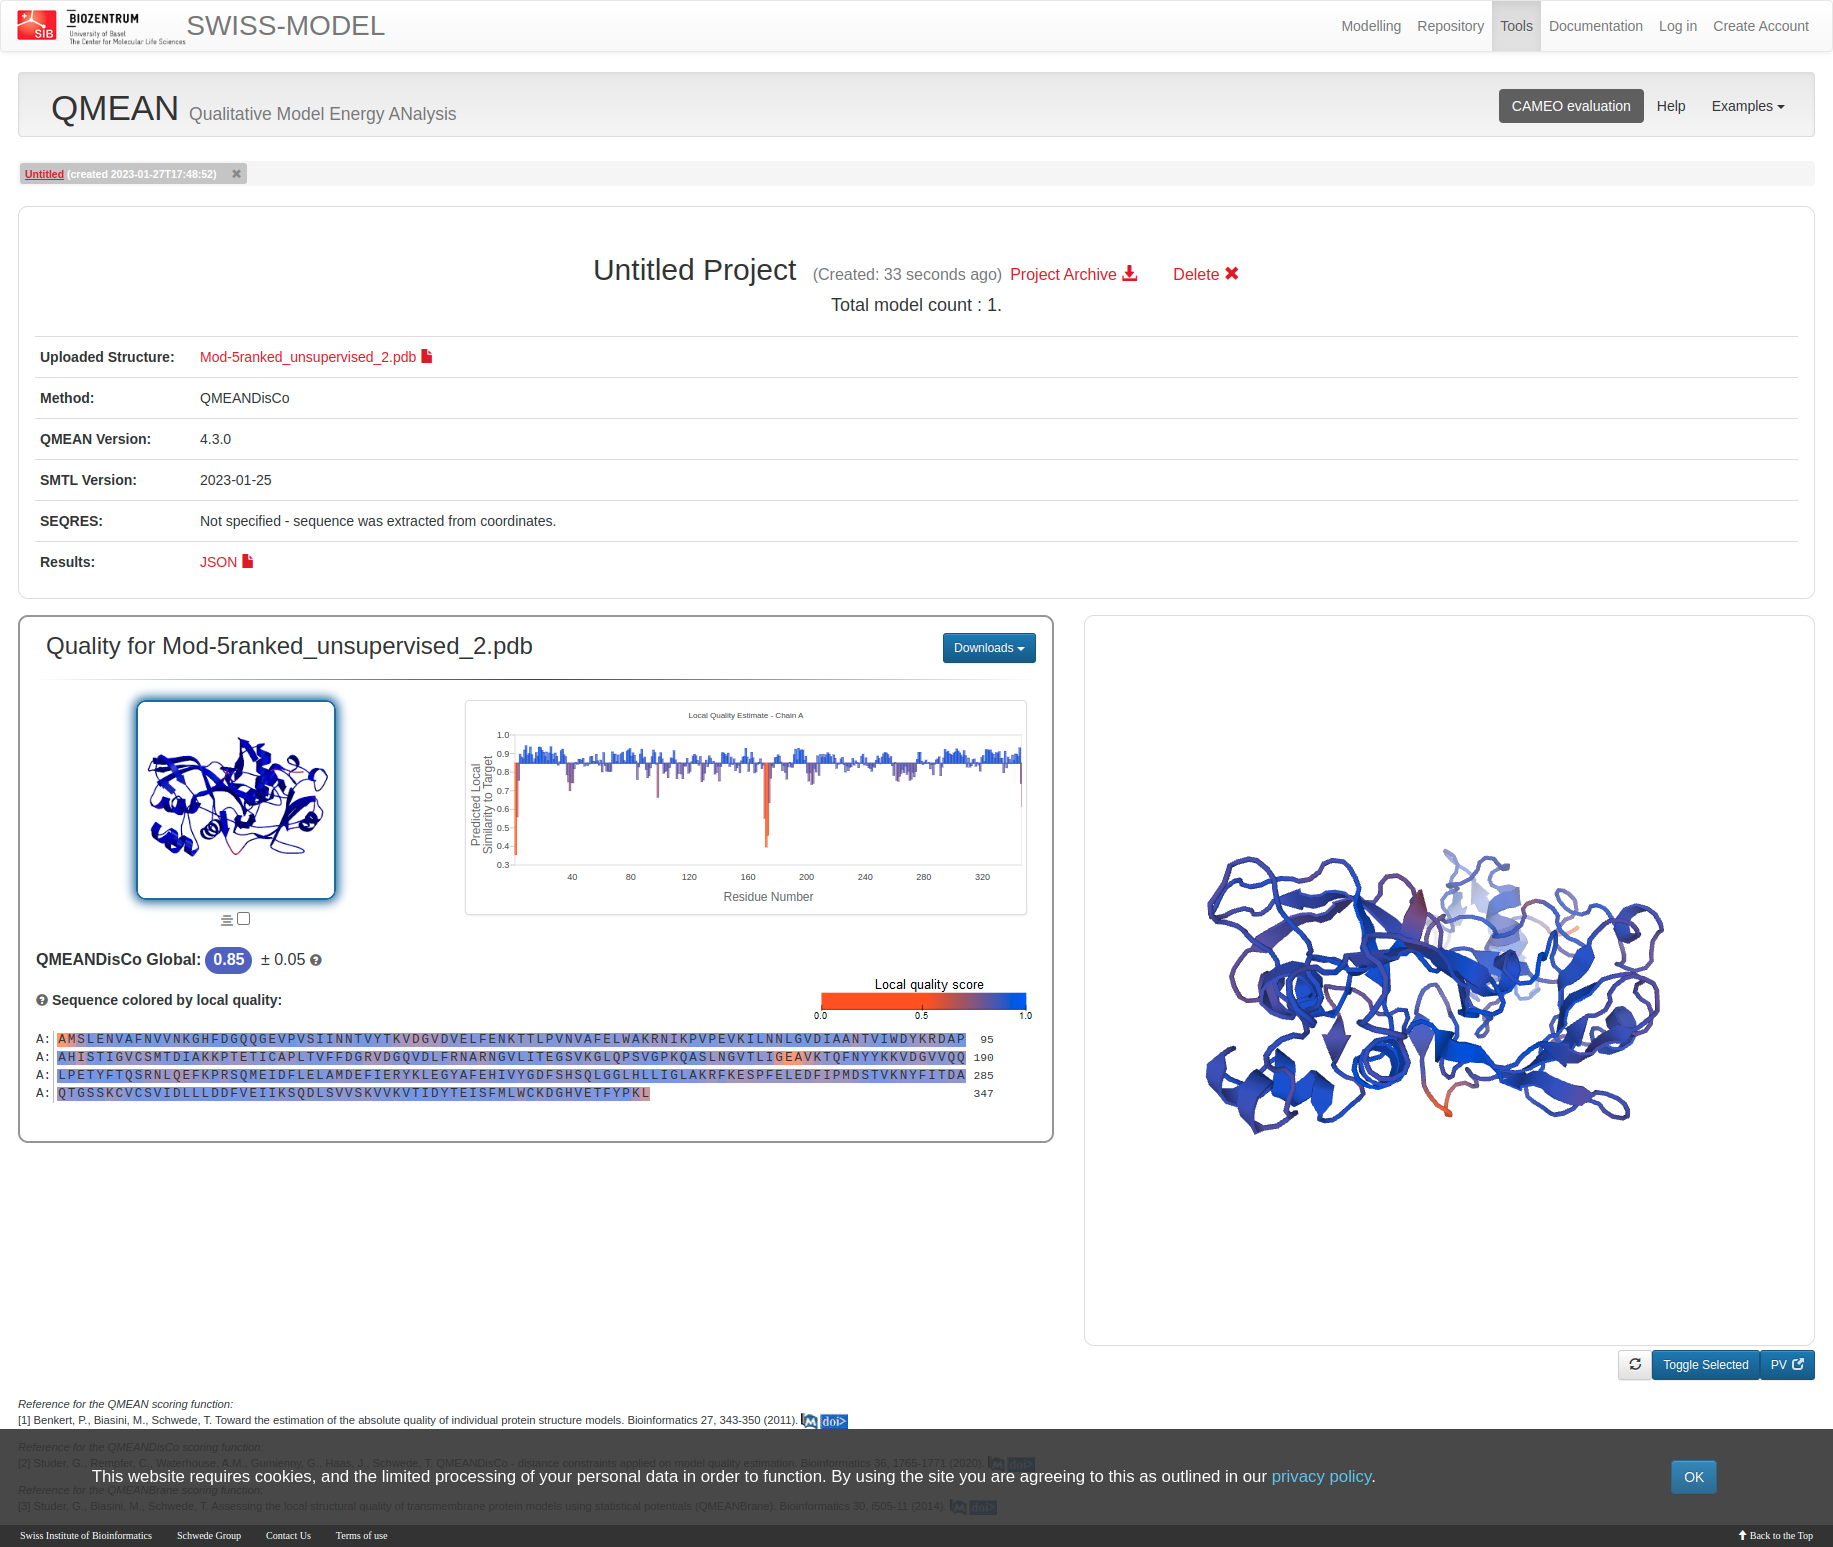 SIB BIOZENTRUM
University of Basel
The Center for Molecular Life Sciences
SWISS-MODEL
Modelling Repository Tools Documentation Log in Create Account
QMEAN Qualitative Model Energy ANalysis
CAMEO evaluation Help Examples
Untitled (created 2023-01-27T17:48:52)
Untitled Project (Created: 33 seconds ago) Project Archive Delete
Total model count : 1.
Uploaded Structure: Mod-5ranked_unsupervised_2.pdb
Method: QMEANDisCo
QMEAN Version: 4.3.0
SMTL Version: 2023-01-25
SEQRES: Not specified - sequence was extracted from coordinates.
Results: JSON
Quality for Mod-5ranked_unsupervised_2.pdb
Downloads
Local Quality Estimate - Chain A
Predicted Local
Similarity to Target
1.0
0.9
0.8
0.7
0.6
0.5
0.4
0.3
40 80 120 160 200 240 280 320
Residue Number
QMEANDisCo Global: 0.85 ± 0.05
Sequence colored by local quality:
Local quality score
0.0 0.5 1.0
A: AMSLENVAFNVVNKGHFDGQQGEVPVSIINNTVYTKVDGVDVELFENKTTLPVNVAFELWAKRNIKPVPEVKILNNLGVDIAANTVIWDYKRDAP 95
A: AHISTIGVCSMTDIAKKPTETICAPLTVFFDGRVDGQVDLFRNARNGVLITEGSVKGLQPSVGPKQASLNGVTLIGEAVKTQFNYYKKVDGVVQQ 190
A: LPETYFTQSRNLQEFKPRSQMEIDFLELAMDEFIERYKLEGYAFEHIVYGDFSHSQLGGLHLLIGLAKRFKESPFELEDFIPMDSTVKNYFITDA 285
A: QTGSSKCVCSVIDLLLDDFVEIIKSQDLSVVSKVVKVTIDYTEISFMLWCKDGHVETFYPKL 347
Toggle Selected PV
Reference for the QMEAN scoring function:
[1] Benkert, P., Biasini, M., Schwede, T. Toward the estimation of the absolute quality of individual protein structure models. Bioinformatics 27, 343-350 (2011). M doi>
Reference for the QMEANDisCo scoring function:
[2] Studer, G., Rempfer, C., Waterhouse, A.M., Gumienny, G., Haas, J., Schwede, T. QMEANDisCo - distance constraints applied on model quality estimation. Bioinformatics 36, 1765-1771 (2020). M doi>
This website requires cookies, and the limited processing of your personal data in order to function. By using the site you are agreeing to this as outlined in our privacy policy.
OK
Reference for the QMEANBrane scoring function:
[3] Studer, G., Biasini, M., Schwede, T. Assessing the local structural quality of transmembrane protein models using statistical potentials (QMEANBrane). Bioinformatics 30, i505-11 (2014). M doi>
Swiss Institute of Bioinformatics Schwede Group Contact Us Terms of use Back to the Top